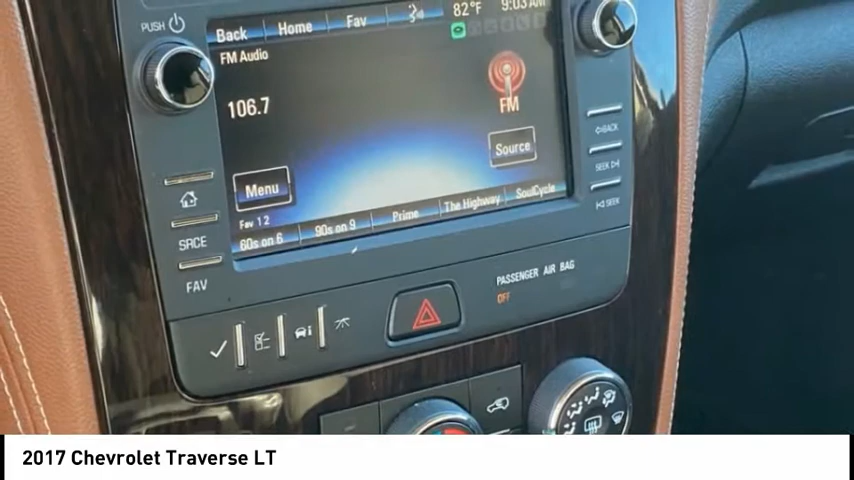 PUSH
Back Home Fav 82°F 9:03 AM
FM Audio
106.7
FM
Menu Source
Fav 1 2
60s on 6 90s on 9 Prime The Highway SoulCycle
SRCE
FAV
BACK
SEEK
SEEK
PASSENGER AIR BAG
OFF
2017 Chevrolet Traverse LT